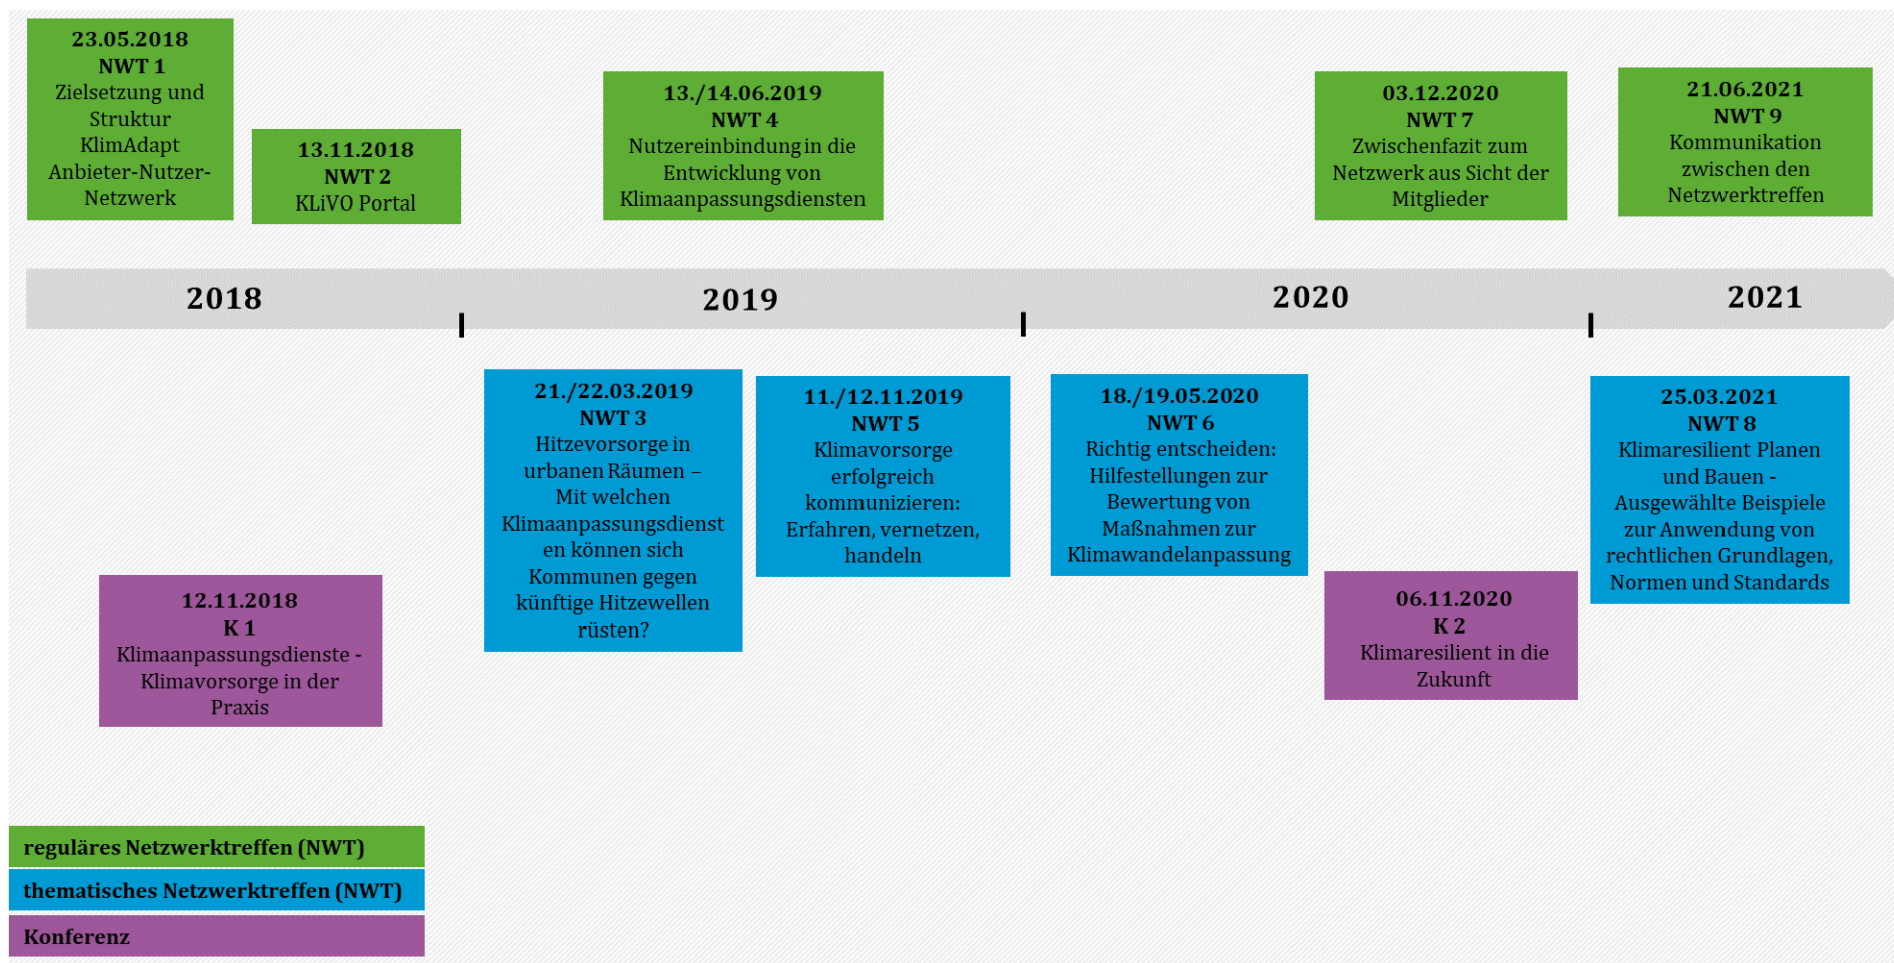 23.05.2018
NWT 1
Zielsetzung und
Struktur
KlimAdapt
Anbieter-Nutzer-
Netzwerk
13.11.2018
NWT 2
KLiVO Portal
13./14.06.2019
NWT 4
Nutzereinbindung in die
Entwicklung von
Klimaanpassungsdiensten
03.12.2020
NWT 7
Zwischenfazit zum
Netzwerk aus Sicht der
Mitglieder
21.06.2021
NWT 9
Kommunikation
zwischen den
Netzwerktreffen
2018
2019
2020
2021
21./22.03.2019
NWT 3
Hitzevorsorge in
urbanen Räumen –
Mit welchen
Klimaanpassungsdienst
en können sich
Kommunen gegen
künftige Hitzewellen
rüsten?
11./12.11.2019
NWT 5
Klimavorsorge
erfolgreich
kommunizieren:
Erfahren, vernetzen,
handeln
18./19.05.2020
NWT 6
Richtig entscheiden:
Hilfestellungen zur
Bewertung von
Maßnahmen zur
Klimawandelanpassung
25.03.2021
NWT 8
Klimaresilient Planen
und Bauen -
Ausgewählte Beispiele
zur Anwendung von
rechtlichen Grundlagen,
Normen und Standards
12.11.2018
K 1
Klimaanpassungsdienste -
Klimavorsorge in der
Praxis
06.11.2020
K 2
Klimaresilient in die
Zukunft
reguläres Netzwerktreffen (NWT)
thematisches Netzwerktreffen (NWT)
Konferenz